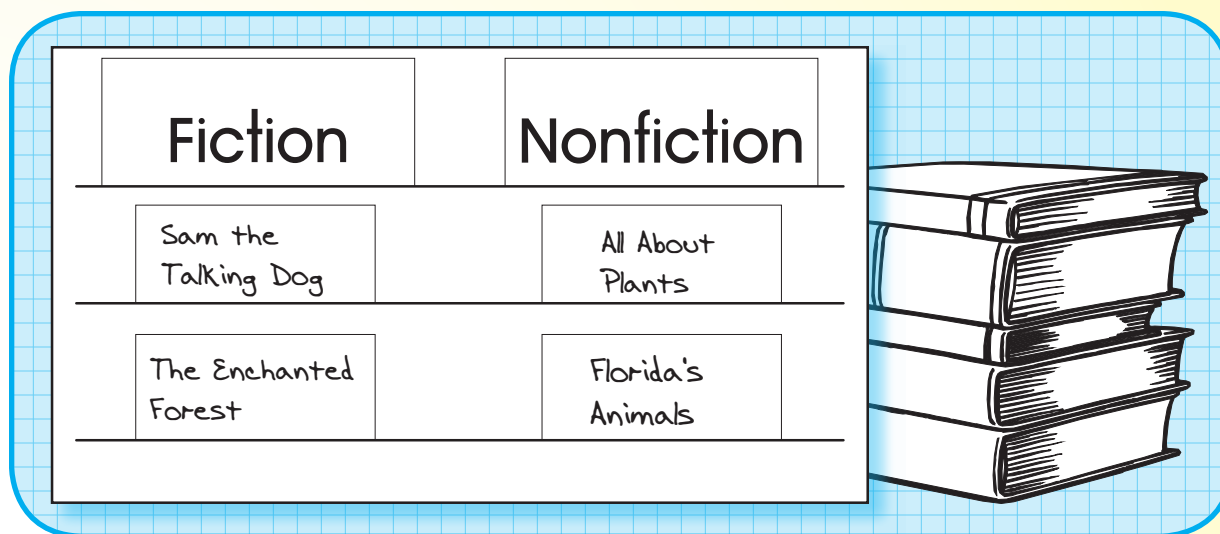 Fiction
Nonfiction
Sam the
Talking Dog
All About
Plants
The Enchanted
Forest
Florida's
Animals